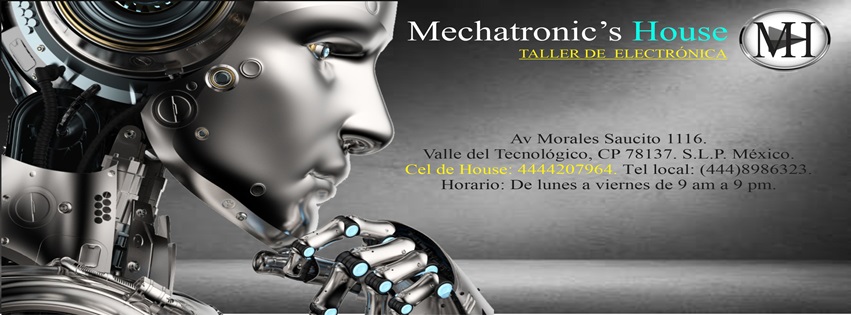 Mechatronic's House
MH
TALLER DE ELECTRÓNICA
Av Morales Saucito 1116.
Valle del Tecnológico, CP 78137. S.L.P. México.
Cel de House: 4444207964. Tel local: (444)8986323.
Horario: De lunes a viernes de 9 am a 9 pm.